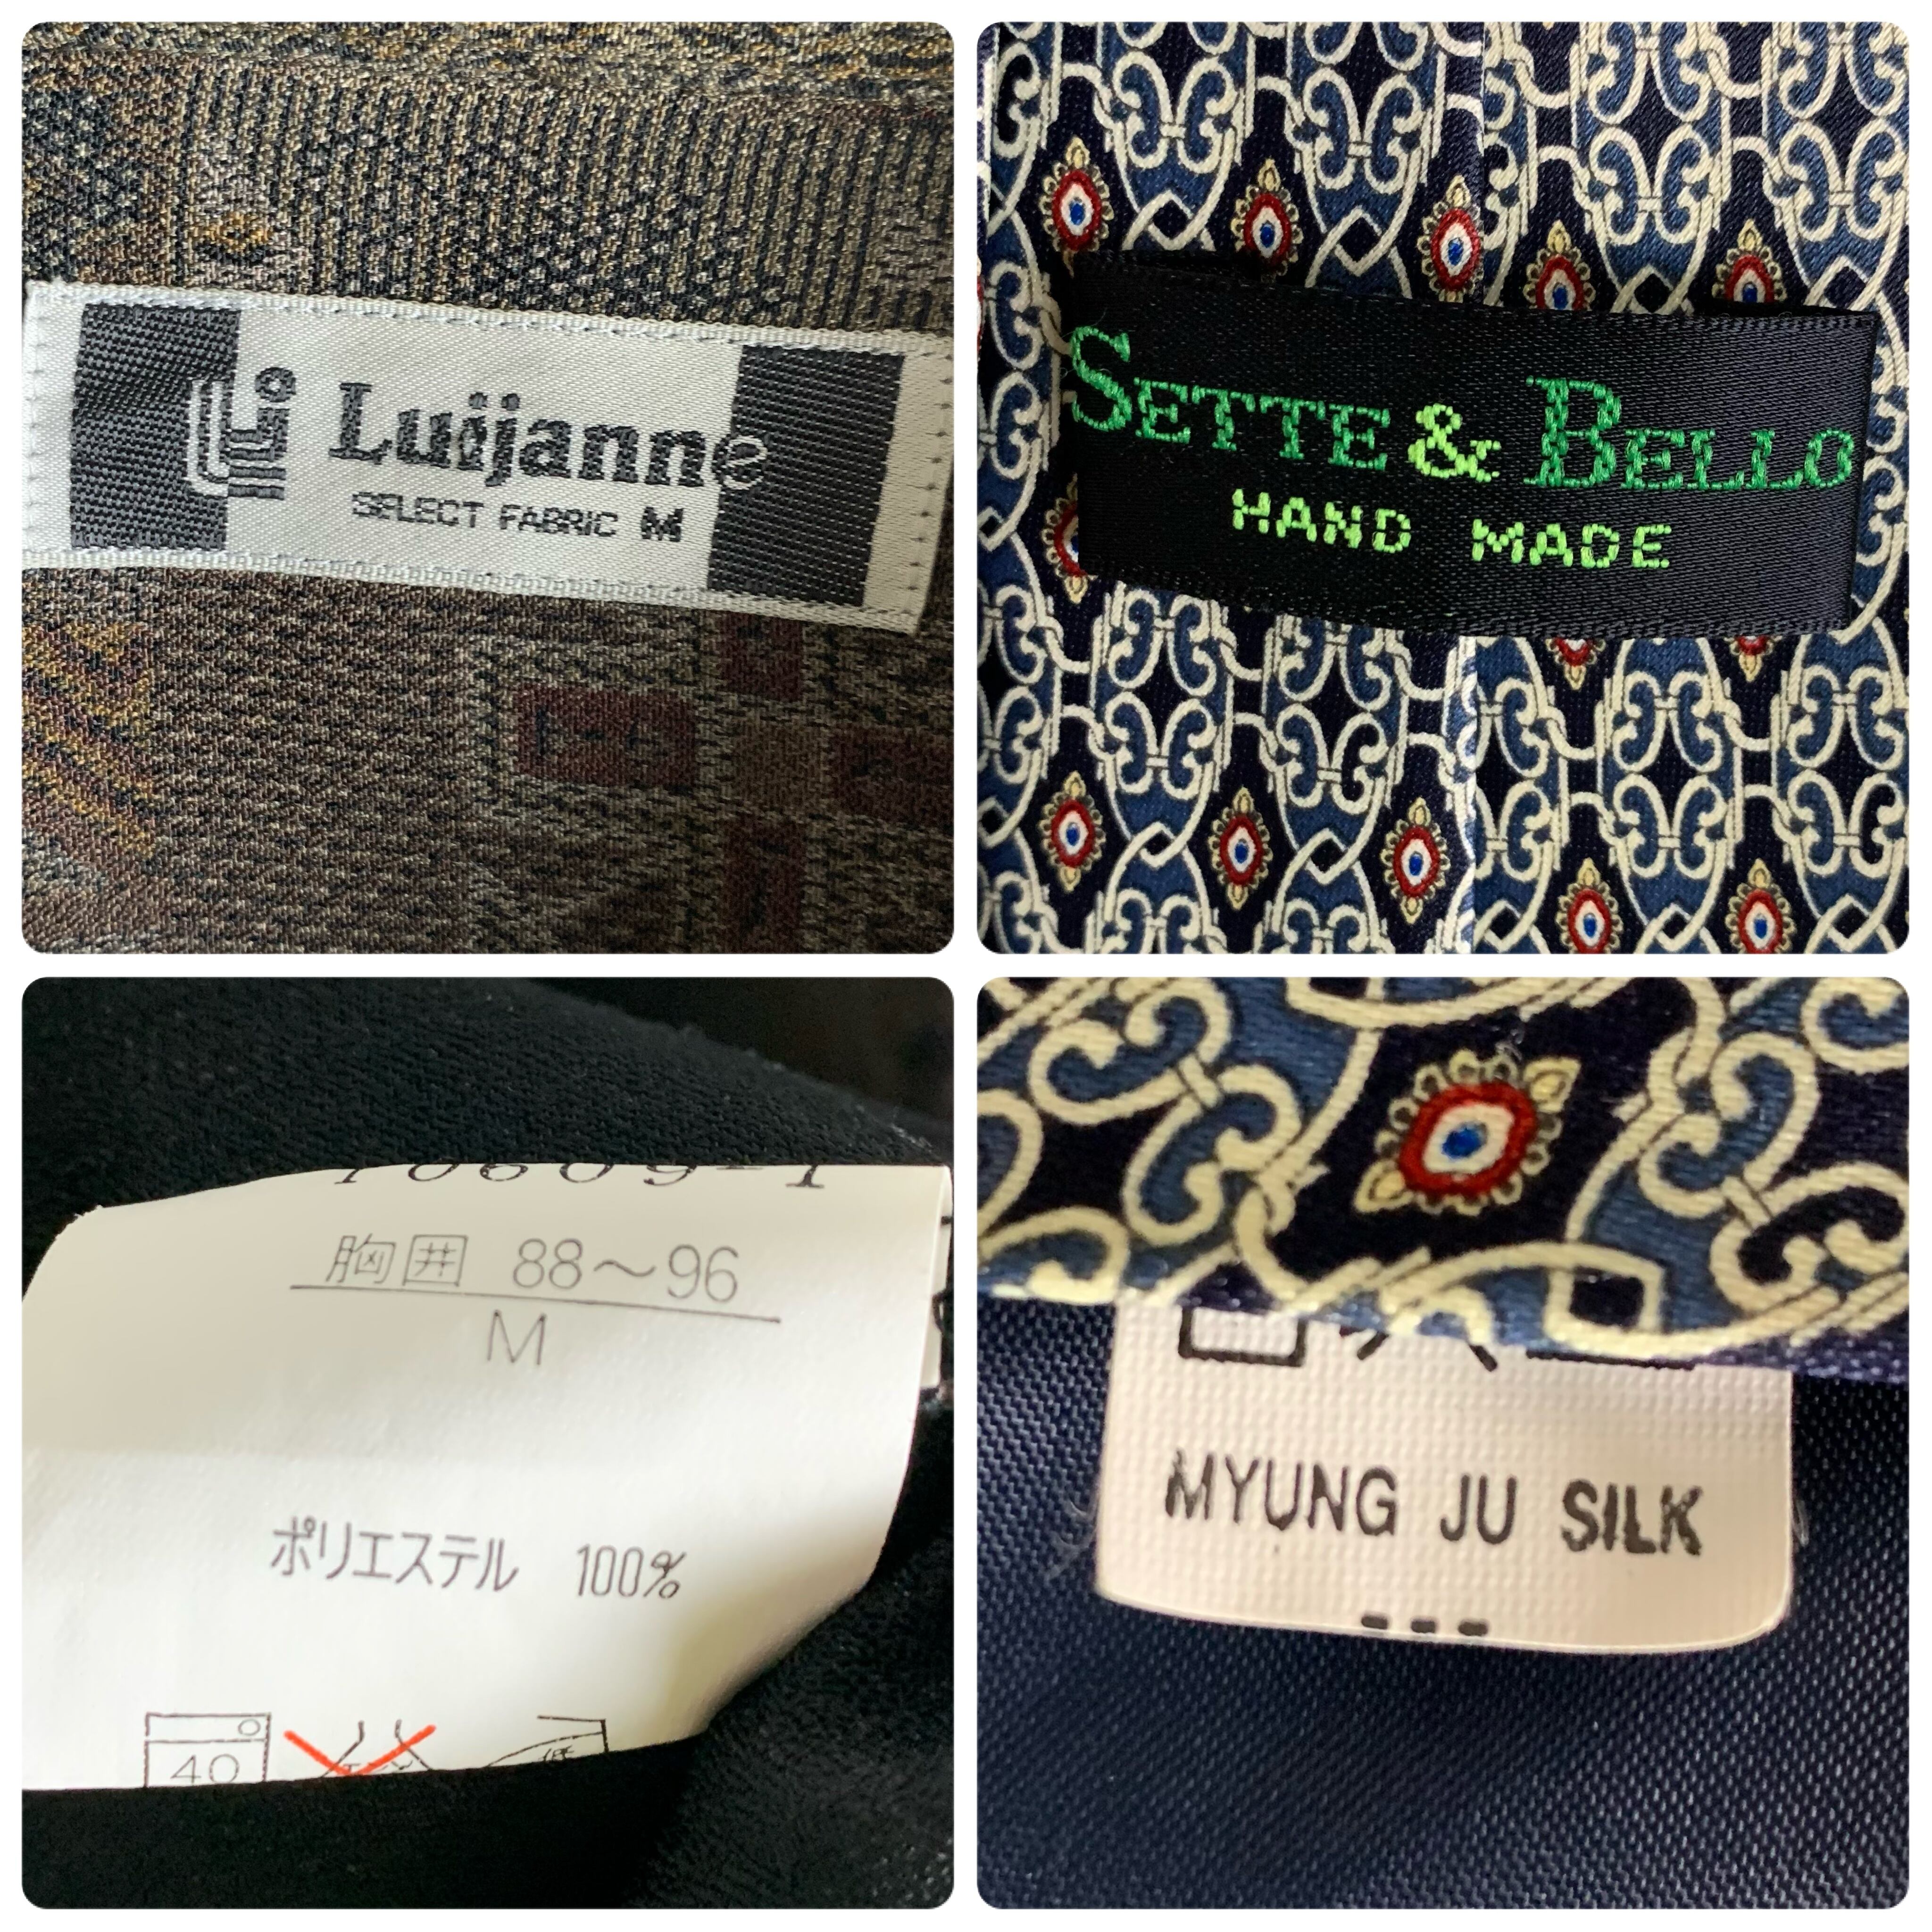 Luijanne
SELECT FABRIC M
SETTE & BELLO
HAND MADE
胸囲 88～96
M
ポリエステル 100%
40
MYUNG JU SILK